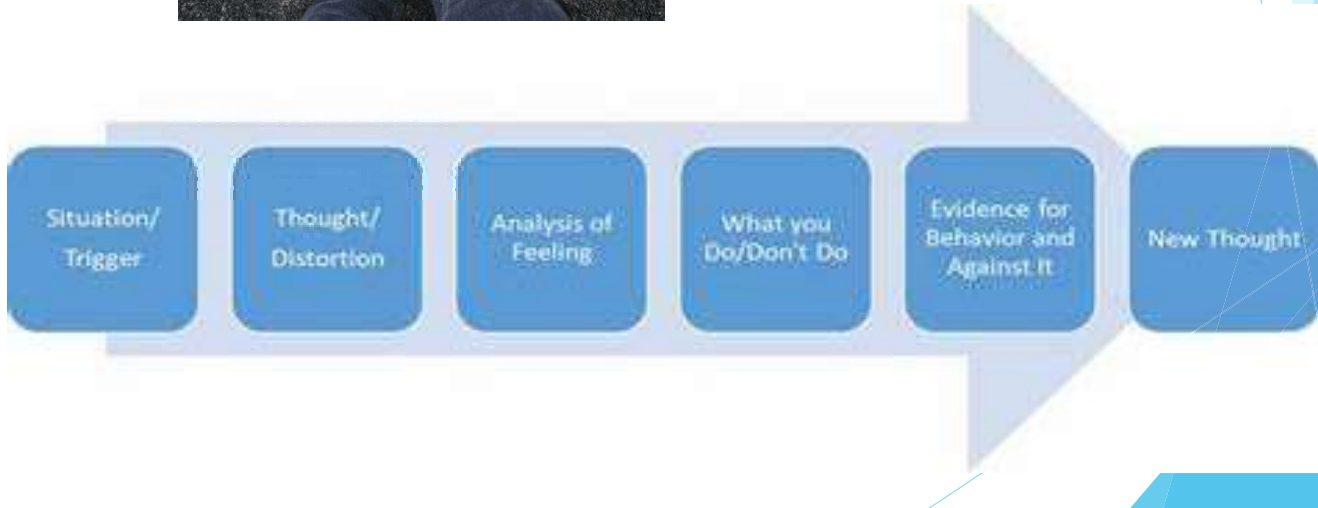 Situation/
Trigger
Thought/
Distortion
Analysis of
Feeling
What you
Do/Don't Do
Evidence for
Behavior and
Against It
New Thought